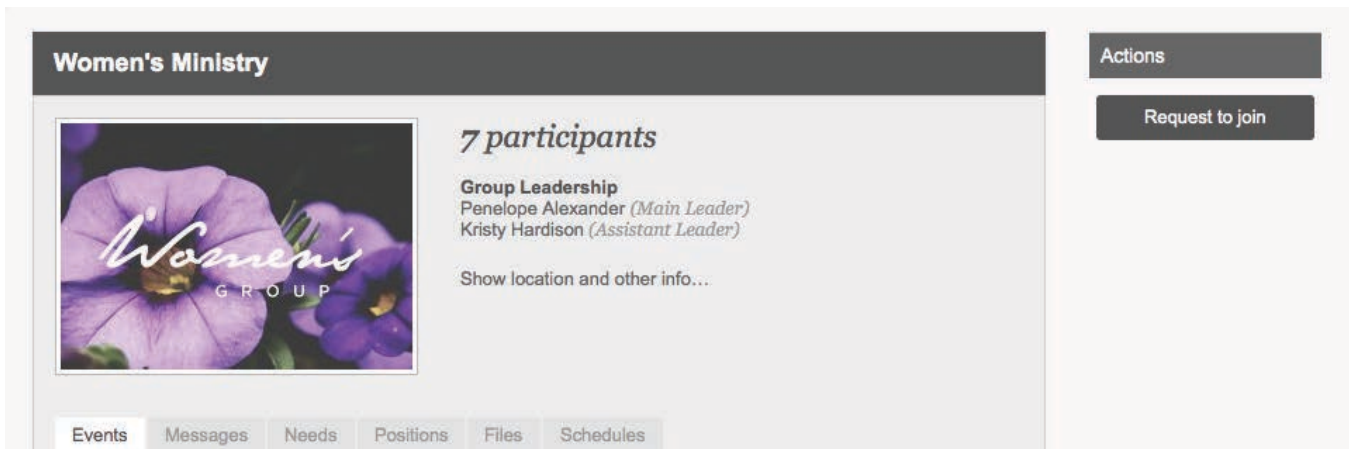 Women's Ministry
Actions
Request to join
Women's
GROUP
7 participants
Group Leadership
Penelope Alexander (Main Leader)
Kristy Hardison (Assistant Leader)
Show location and other info…
Events Messages Needs Positions Files Schedules